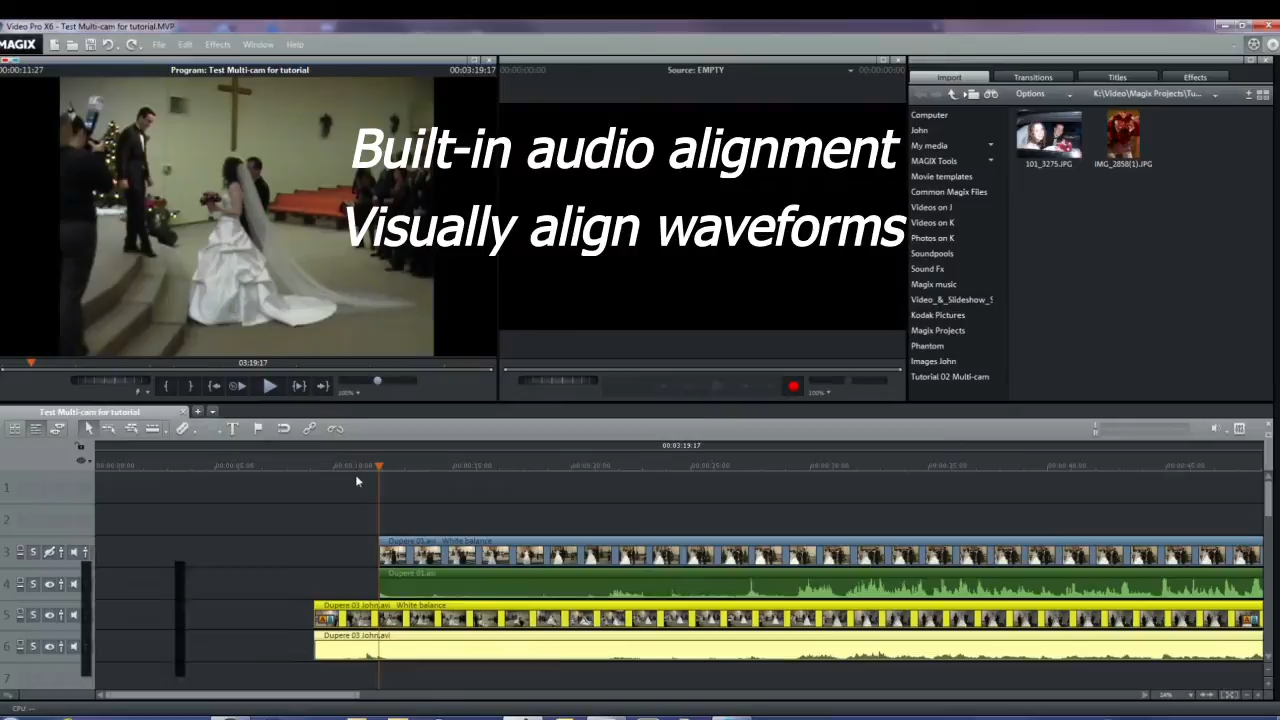 Video Pro X6 - Test Multi-cam for tutorial.MVP
MAGIX File Edit Effects Window Help
00:00:11:27 Program: Test Multi-cam for tutorial 00:03:19:17
00:00:00:00 Source: EMPTY 00:00:00:00
Import Transitions Titles Effects
Options K:\Video\Magix Projects\Tu...
Computer
John
My media
MAGIX Tools
Movie templates
Common Magix Files
Videos on J
Videos on K
Photos on K
Soundpools
Sound Fx
Magix music
Video_&_Slideshow_S
Kodak Pictures
Magix Projects
Phantom
Images John
Tutorial 02 Multi-cam
101_3275.JPG
IMG_2858(1).JPG
Built-in audio alignment
Visually align waveforms
03:19:17
100%
100%
Test Multi-cam for tutorial
00:03:19:17
00:00:00:00 00:00:05:00 00:00:10:00 00:00:15:00 00:00:20:00 00:00:25:00 00:00:30:00 00:00:35:00 00:00:40:00 00:00:45:00
1
2
3 S Dupere 01.avi White balance
4 S Dupere 01.avi
5 S Dupere 03 John.avi White balance
6 S Dupere 03 John.avi
7
24%
CPU: --